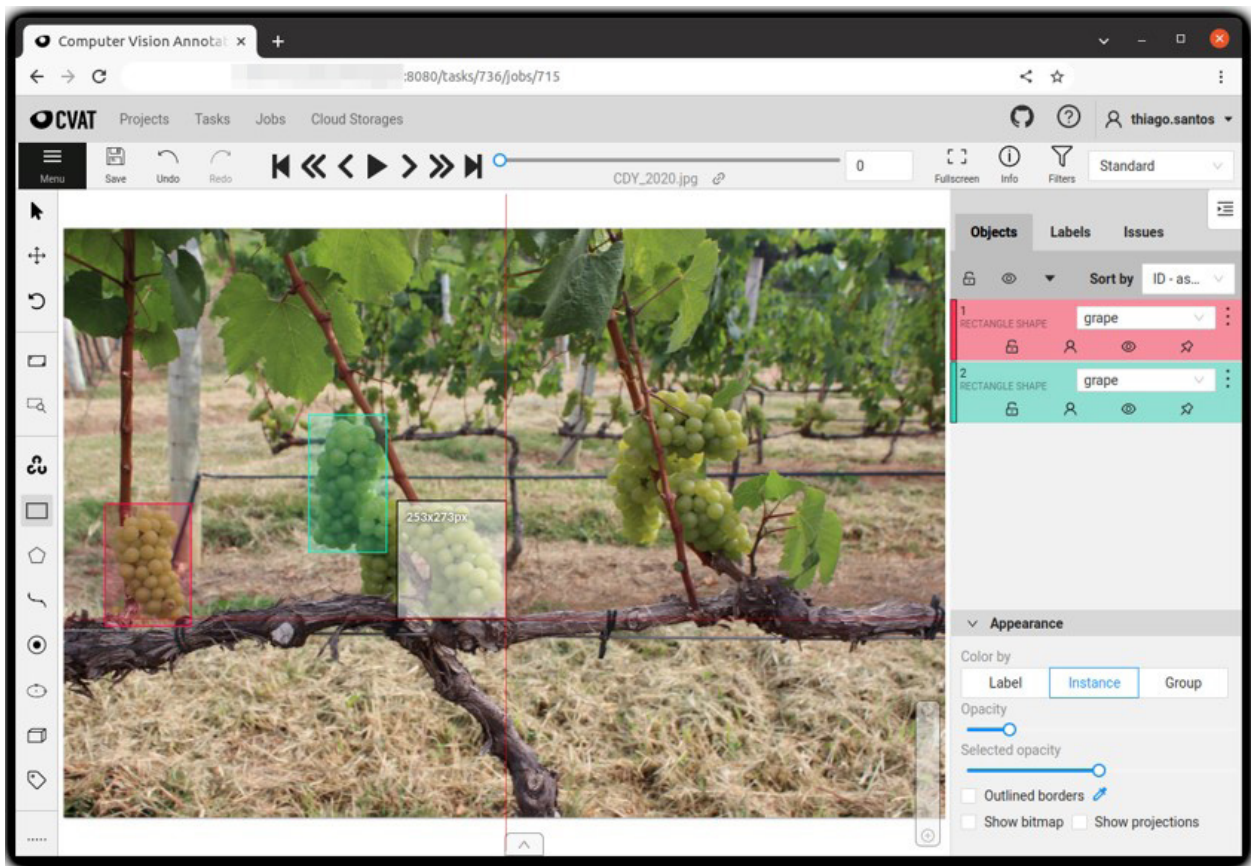 Computer Vision Annotat
:8080/tasks/736/jobs/715
CVAT Projects Tasks Jobs Cloud Storages thiago.santos
Menu Save Undo Redo CDY_2020.jpg 0 Fullscreen Info Filters Standard
Objects Labels Issues
Sort by ID - as...
1
RECTANGLE SHAPE grape
2
RECTANGLE SHAPE grape
253x273px
Appearance
Color by
Label Instance Group
Opacity
Selected opacity
Outlined borders
Show bitmap Show projections